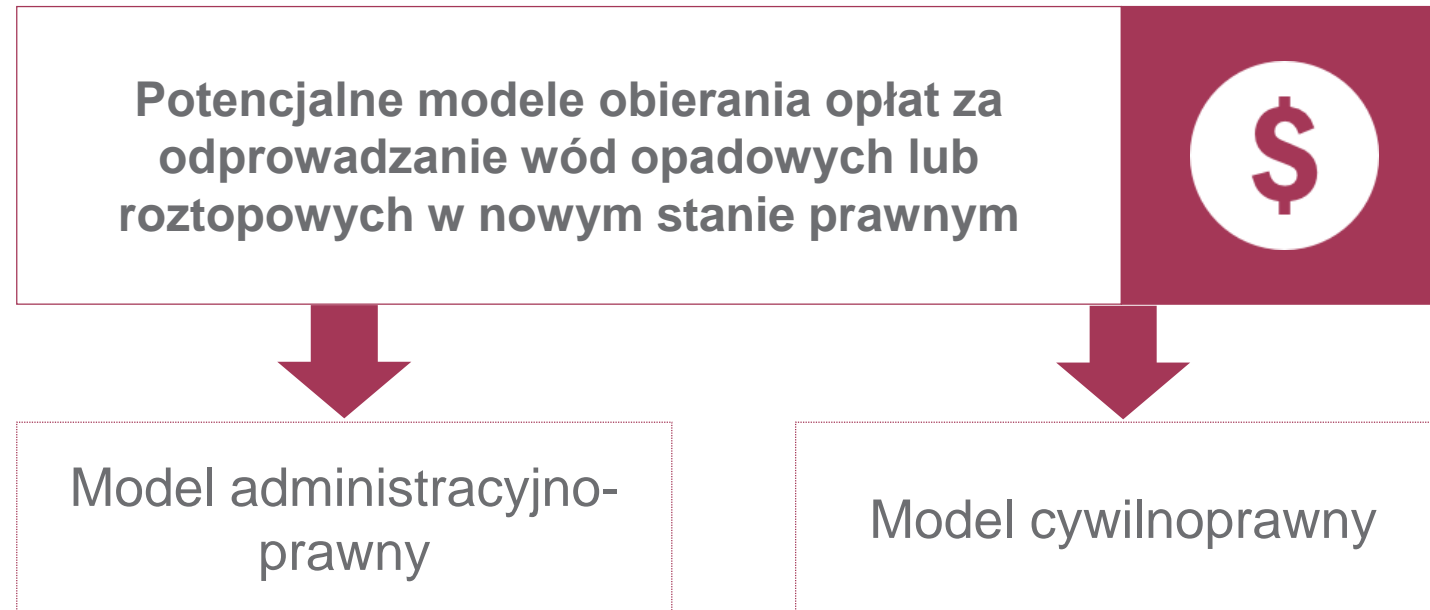 Potencjalne modele obierania opłat za
odprowadzanie wód opadowych lub
roztopowych w nowym stanie prawnym
$
Model administracyjno-
prawny
Model cywilnoprawny